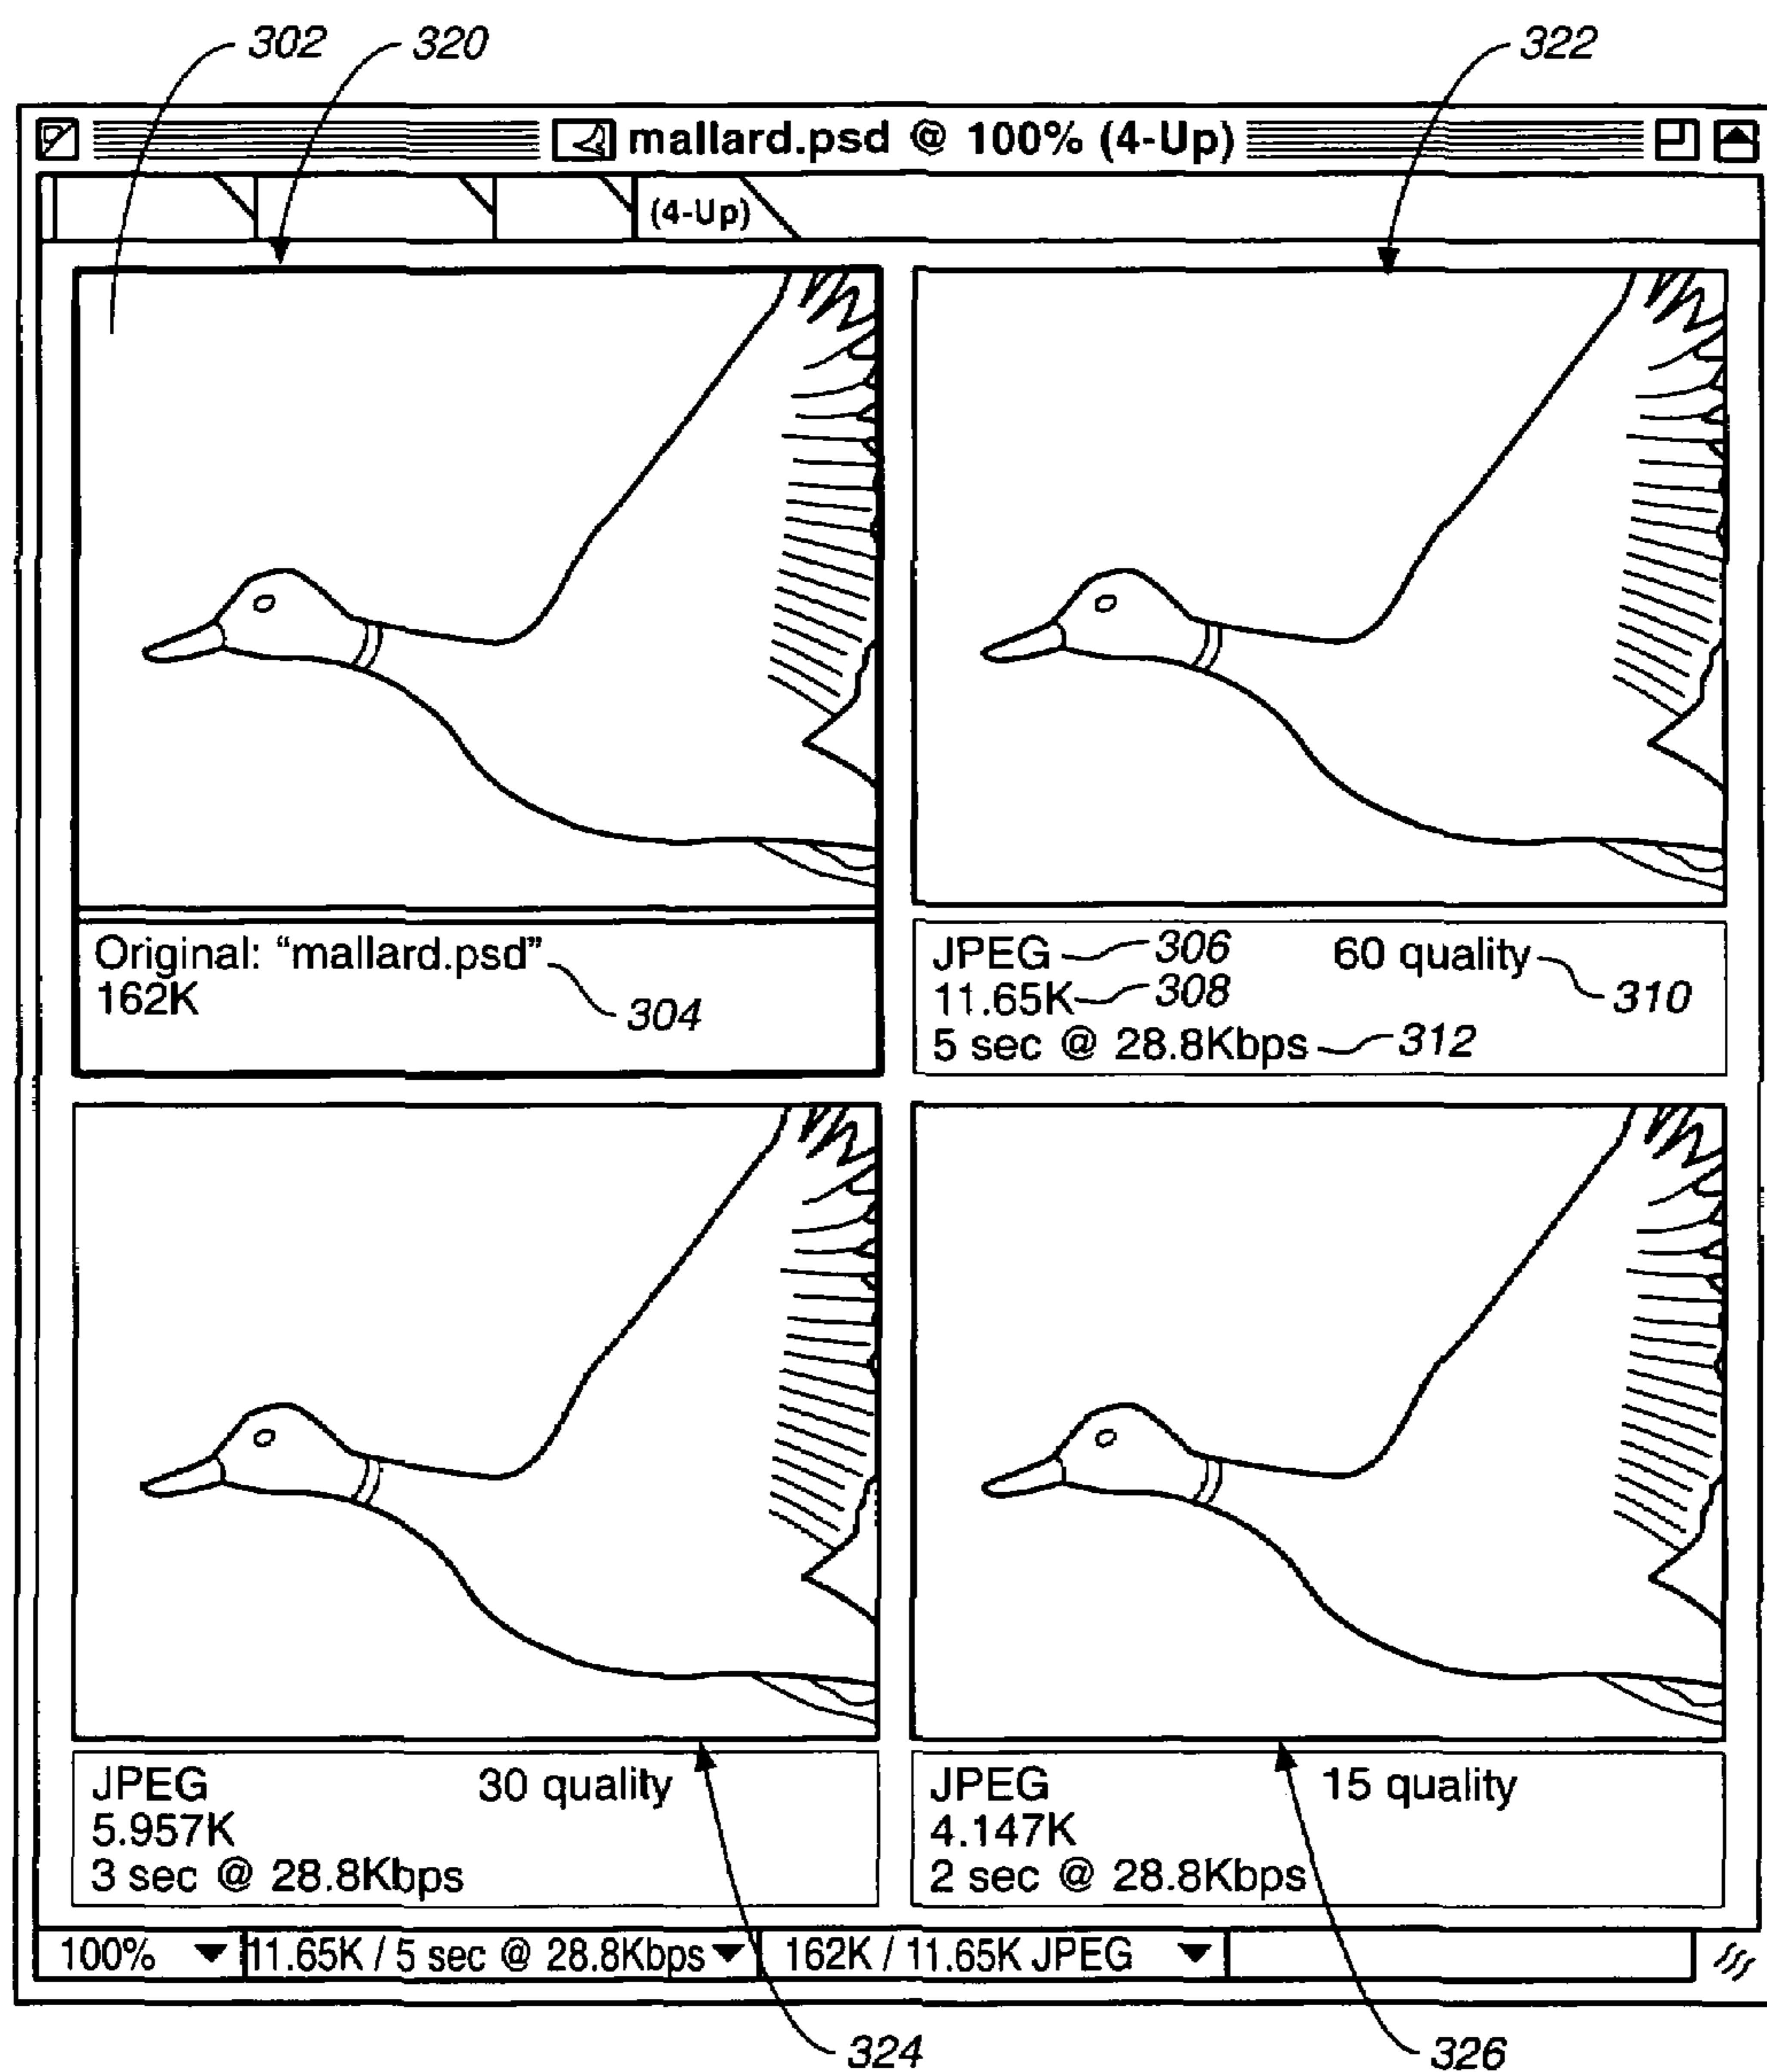 302 320 322
mallard.psd @ 100% (4-Up)
(4-Up)
Original: “mallard.psd”
162K
304
JPEG 306 60 quality
11.65K 308 310
5 sec @ 28.8Kbps 312
JPEG 30 quality
5.957K
3 sec @ 28.8Kbps
JPEG 15 quality
4.147K
2 sec @ 28.8Kbps
100% 11.65K / 5 sec @ 28.8Kbps 162K / 11.65K JPEG
324 326